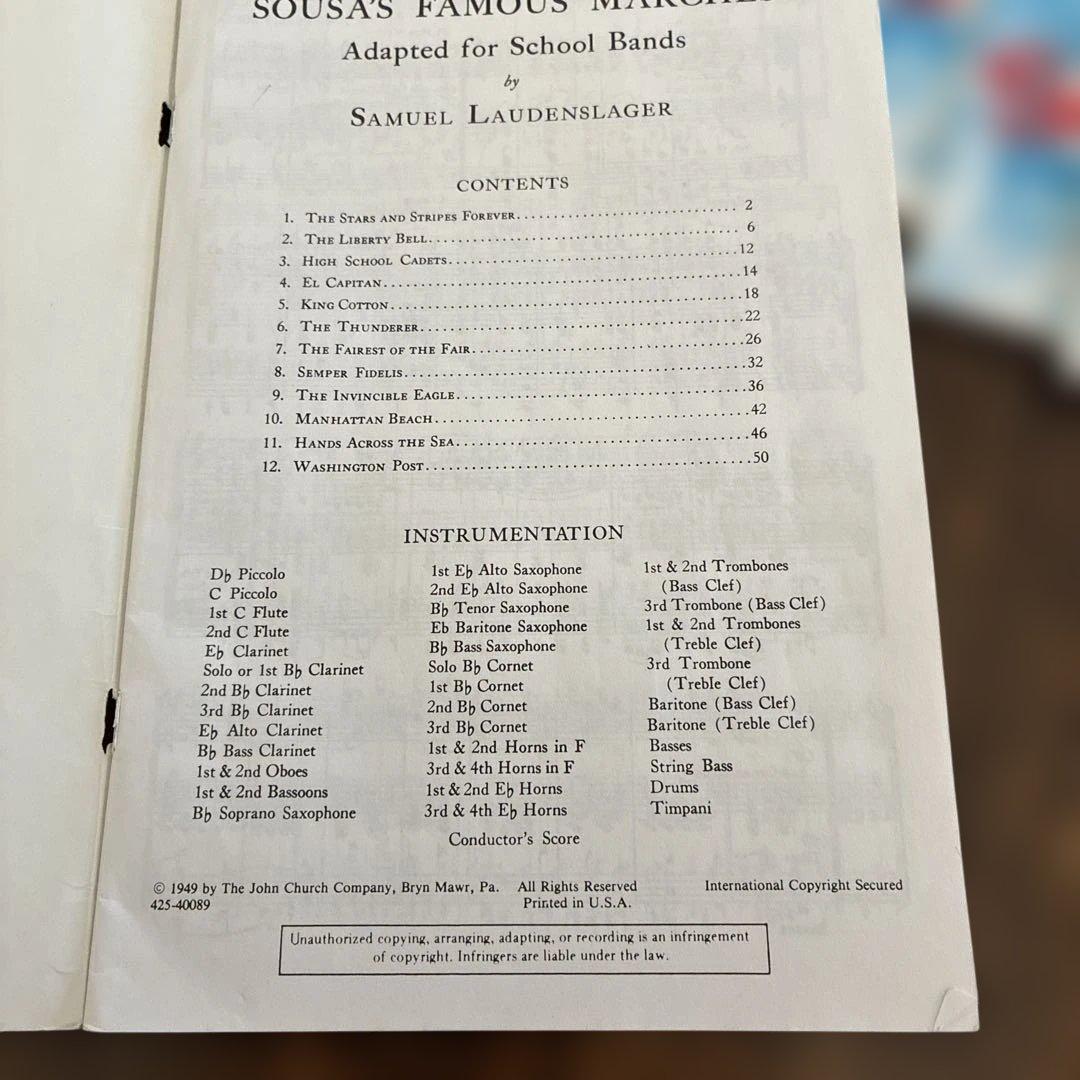 SOUSA'S FAMOUS MARCHES
Adapted for School Bands
by
SAMUEL LAUDENSLAGER
CONTENTS
1. THE STARS AND STRIPES FOREVER 2
2. THE LIBERTY BELL 6
3. HIGH SCHOOL CADETS 12
4. EL CAPITAN 14
5. KING COTTON 18
6. THE THUNDERER 22
7. THE FAIREST OF THE FAIR 26
8. SEMPER FIDELIS 32
9. THE INVINCIBLE EAGLE 36
10. MANHATTAN BEACH 42
11. HANDS ACROSS THE SEA 46
12. WASHINGTON POST 50
INSTRUMENTATION
D♭ Piccolo
C Piccolo
1st C Flute
2nd C Flute
E♭ Clarinet
Solo or 1st B♭ Clarinet
2nd B♭ Clarinet
3rd B♭ Clarinet
E♭ Alto Clarinet
B♭ Bass Clarinet
1st & 2nd Oboes
1st & 2nd Bassoons
B♭ Soprano Saxophone
1st E♭ Alto Saxophone
2nd E♭ Alto Saxophone
B♭ Tenor Saxophone
Eb Baritone Saxophone
B♭ Bass Saxophone
Solo B♭ Cornet
1st B♭ Cornet
2nd B♭ Cornet
3rd B♭ Cornet
1st & 2nd Horns in F
3rd & 4th Horns in F
1st & 2nd E♭ Horns
3rd & 4th E♭ Horns
1st & 2nd Trombones
(Bass Clef)
3rd Trombone (Bass Clef)
1st & 2nd Trombones
(Treble Clef)
3rd Trombone
(Treble Clef)
Baritone (Bass Clef)
Baritone (Treble Clef)
Basses
String Bass
Drums
Timpani
Conductor's Score
© 1949 by The John Church Company, Bryn Mawr, Pa. All Rights Reserved International Copyright Secured
425-40089 Printed in U.S.A.
Unauthorized copying, arranging, adapting, or recording is an infringement
of copyright. Infringers are liable under the law.